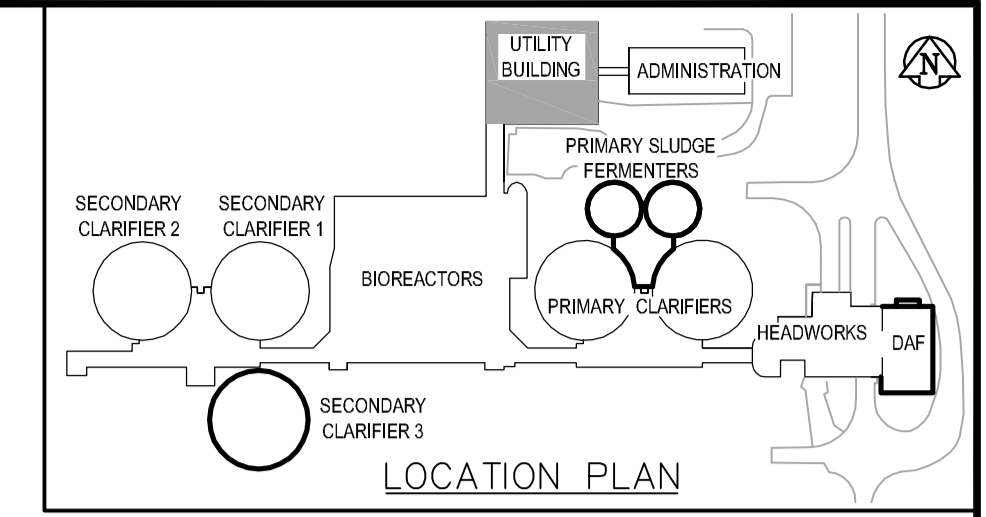 UTILITY
BUILDING
ADMINISTRATION
N
PRIMARY SLUDGE
FERMENTERS
SECONDARY
CLARIFIER 2
SECONDARY
CLARIFIER 1
BIOREACTORS
PRIMARY CLARIFIERS
HEADWORKS
DAF
SECONDARY
CLARIFIER 3
LOCATION PLAN